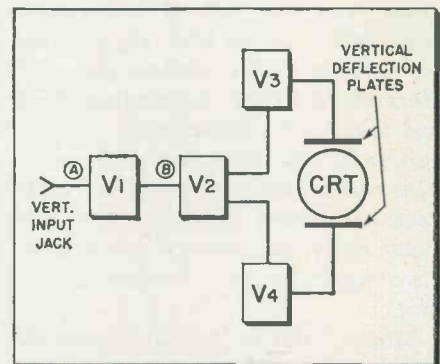 VERTICAL
DEFLECTION
PLATES
V3
A
B
V1
V2
CRT
VERT.
INPUT
JACK
V4